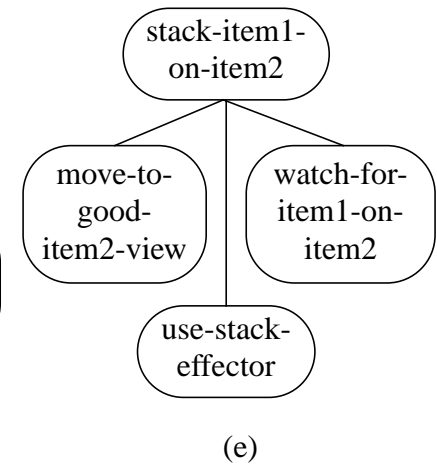 stack-item1-
on-item2
move-to-
good-
item2-view
watch-for-
item1-on-
item2
use-stack-
effector
(e)